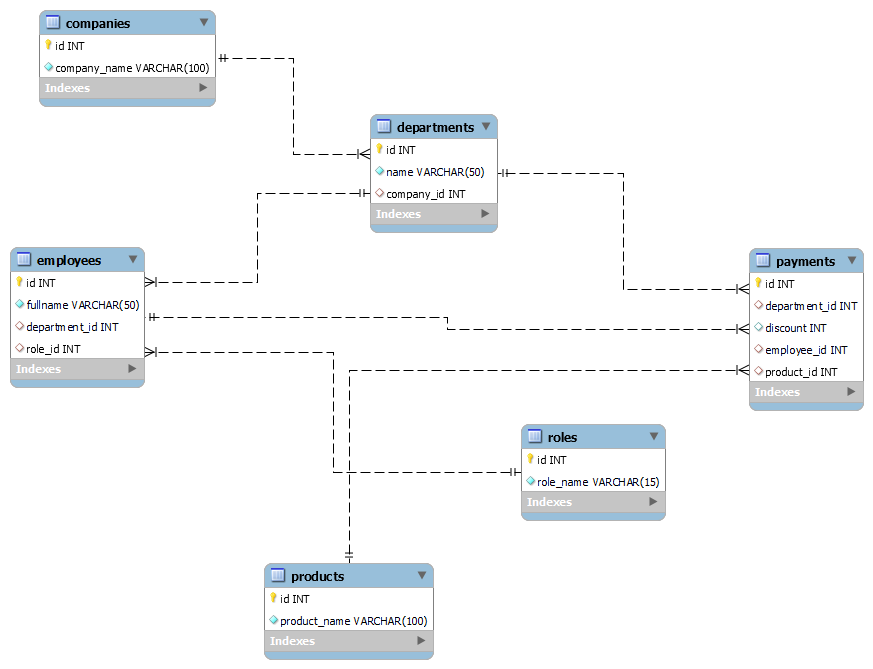 companies
id INT
company_name VARCHAR(100)
Indexes
departments
id INT
name VARCHAR(50)
company_id INT
Indexes
employees
id INT
fullname VARCHAR(50)
department_id INT
role_id INT
Indexes
payments
id INT
department_id INT
discount INT
employee_id INT
product_id INT
Indexes
roles
id INT
role_name VARCHAR(15)
Indexes
products
id INT
product_name VARCHAR(100)
Indexes